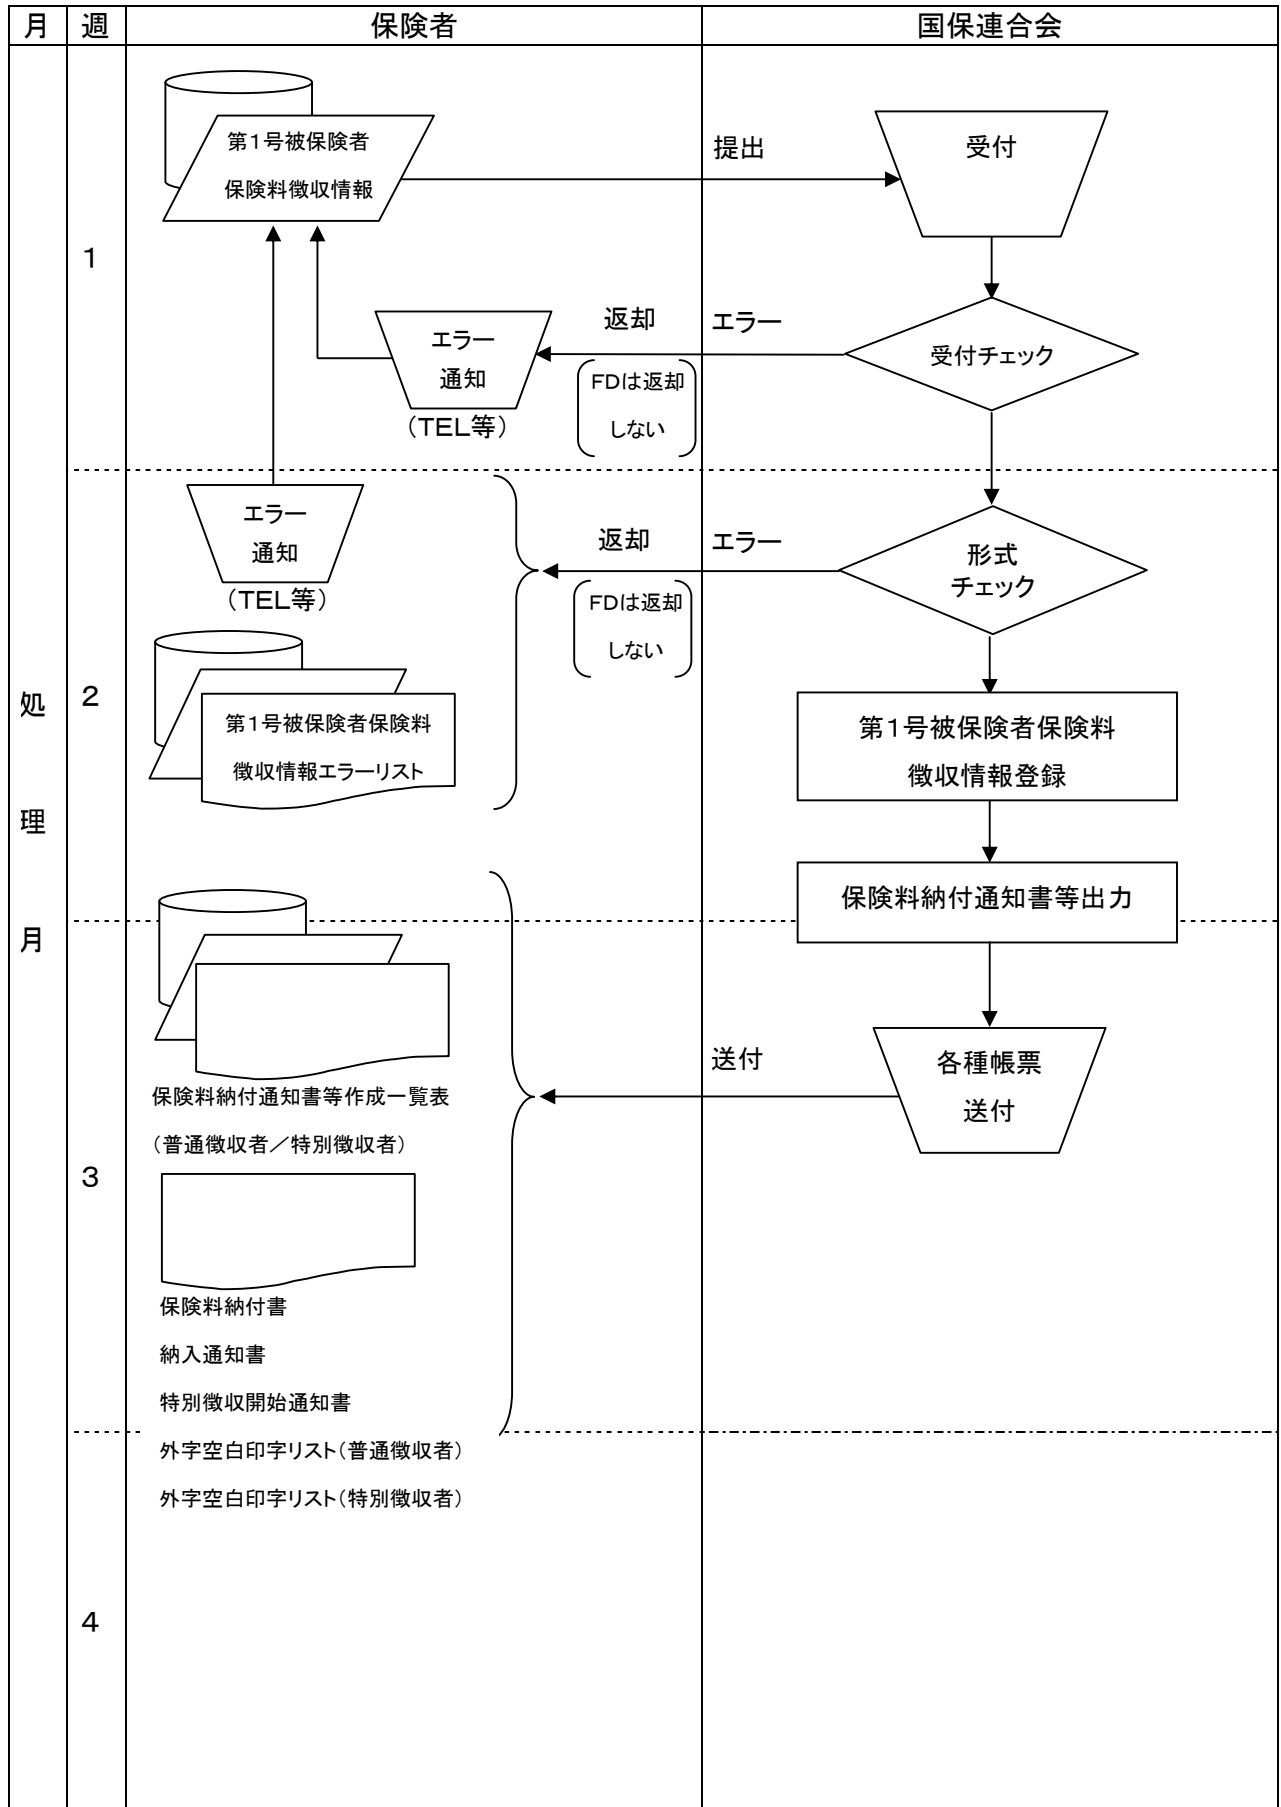 月
週
保険者
国保連合会
第1号被保険者
保険料徴収情報
提出
受付
1
エラー
通知
(TEL等)
返却
エラー
FDは返却
しない
受付チェック
エラー
通知
(TEL等)
返却
エラー
FDは返却
しない
形式
チェック
処
理
月
2
第1号被保険者保険料
徴収情報エラーリスト
第1号被保険者保険料
徴収情報登録
保険料納付通知書等出力
送付
各種帳票
送付
保険料納付通知書等作成一覧表
(普通徴収者/特別徴収者)
3
保険料納付書
納入通知書
特別徴収開始通知書
外字空白印字リスト(普通徴収者)
外字空白印字リスト(特別徴収者)
4